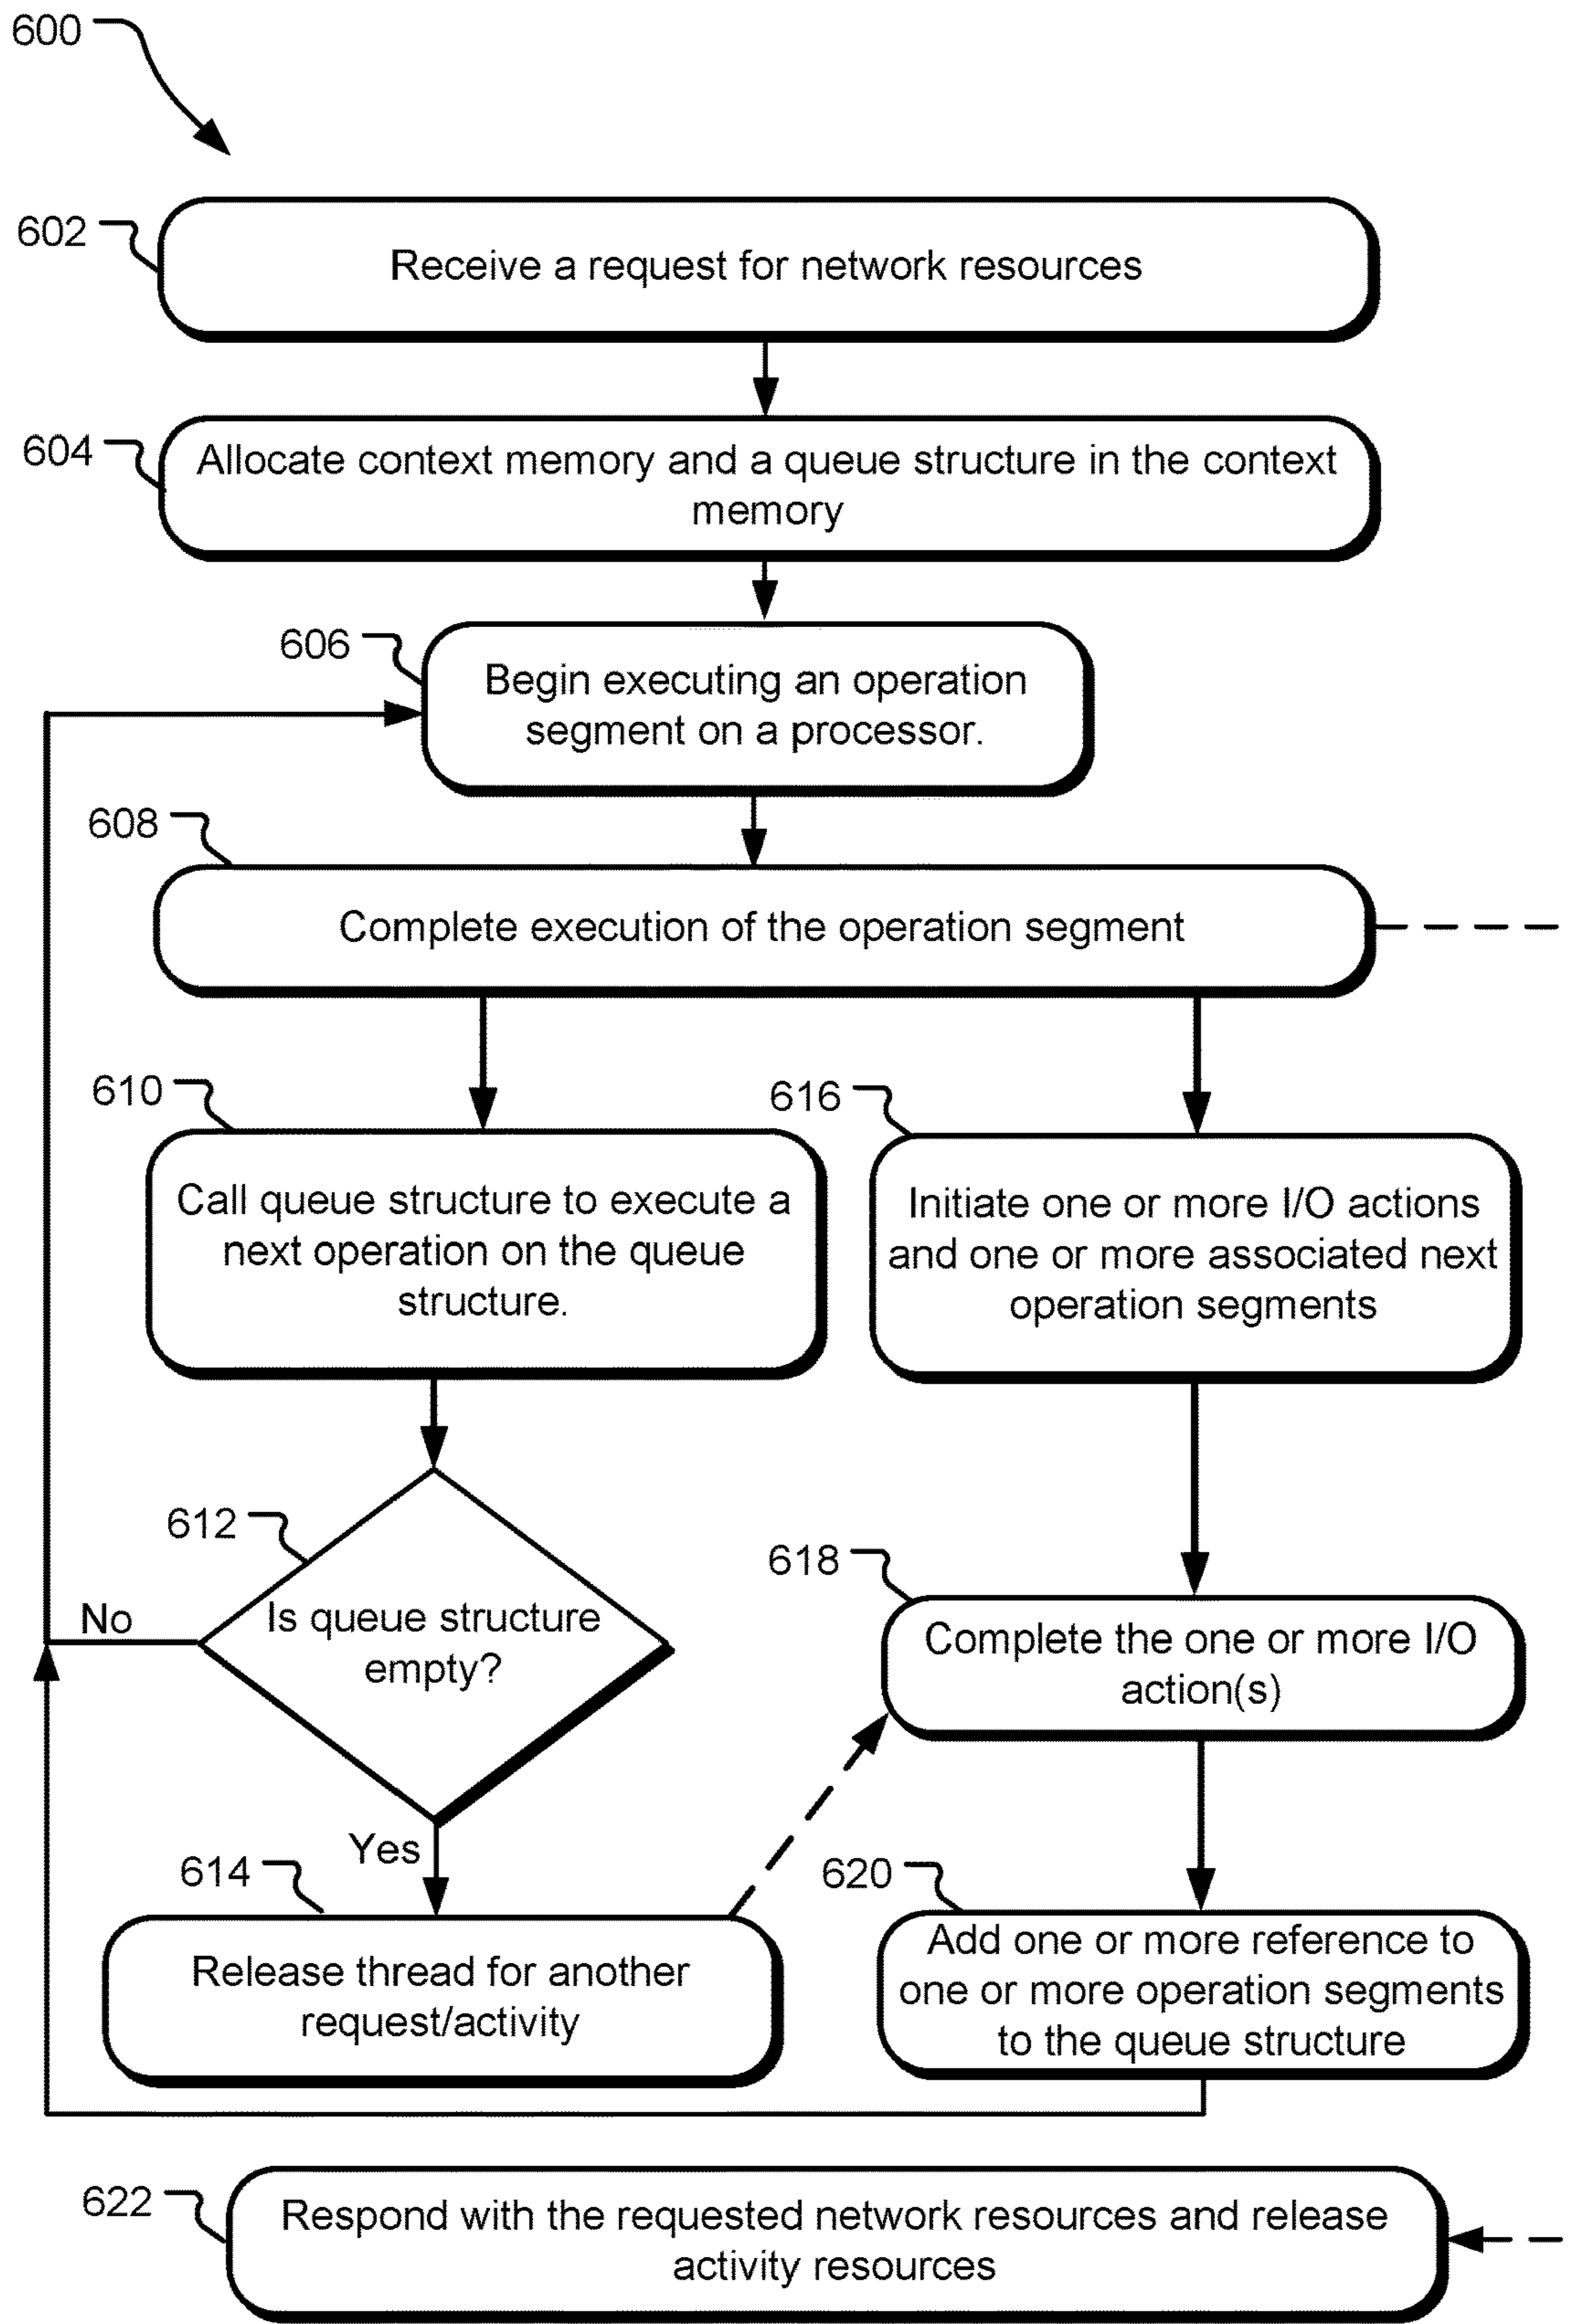 600
602
Receive a request for network resources
604
Allocate context memory and a queue structure in the context
memory
606
Begin executing an operation
segment on a processor.
608
Complete execution of the operation segment
610
Call queue structure to execute a
next operation on the queue
structure.
616
Initiate one or more I/O actions
and one or more associated next
operation segments
612
Is queue structure
empty?
No
Yes
618
Complete the one or more I/O
action(s)
614
Release thread for another
request/activity
620
Add one or more reference to
one or more operation segments
to the queue structure
622
Respond with the requested network resources and release
activity resources